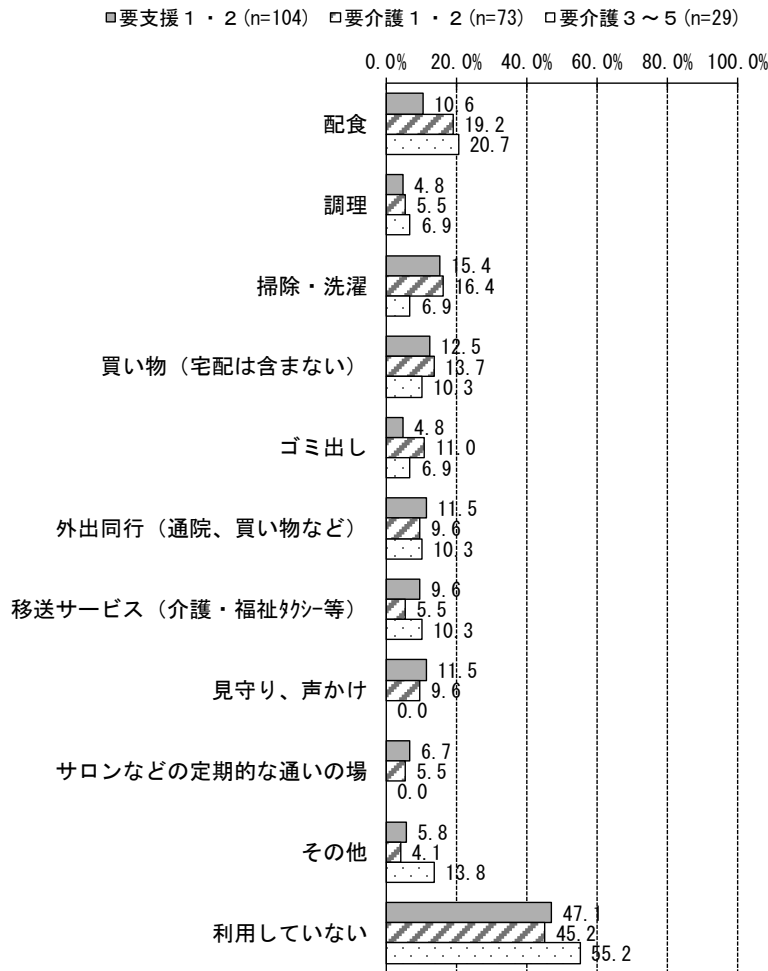 ■要支援１・２(n=104) □要介護１・２(n=73) □要介護３～５(n=29)
0.0% 20.0% 40.0% 60.0% 80.0% 100.0%
配食
10.6
19.2
20.7
調理
4.8
5.5
6.9
掃除・洗濯
15.4
16.4
6.9
買い物（宅配は含まない）
12.5
13.7
10.3
ゴミ出し
4.8
11.0
6.9
外出同行（通院、買い物など）
11.5
9.6
10.3
移送サービス（介護・福祉ﾀｸｼｰ等）
9.6
5.5
10.3
見守り、声かけ
11.5
9.6
0.0
サロンなどの定期的な通いの場
6.7
5.5
0.0
その他
5.8
4.1
13.8
利用していない
47.1
45.2
55.2